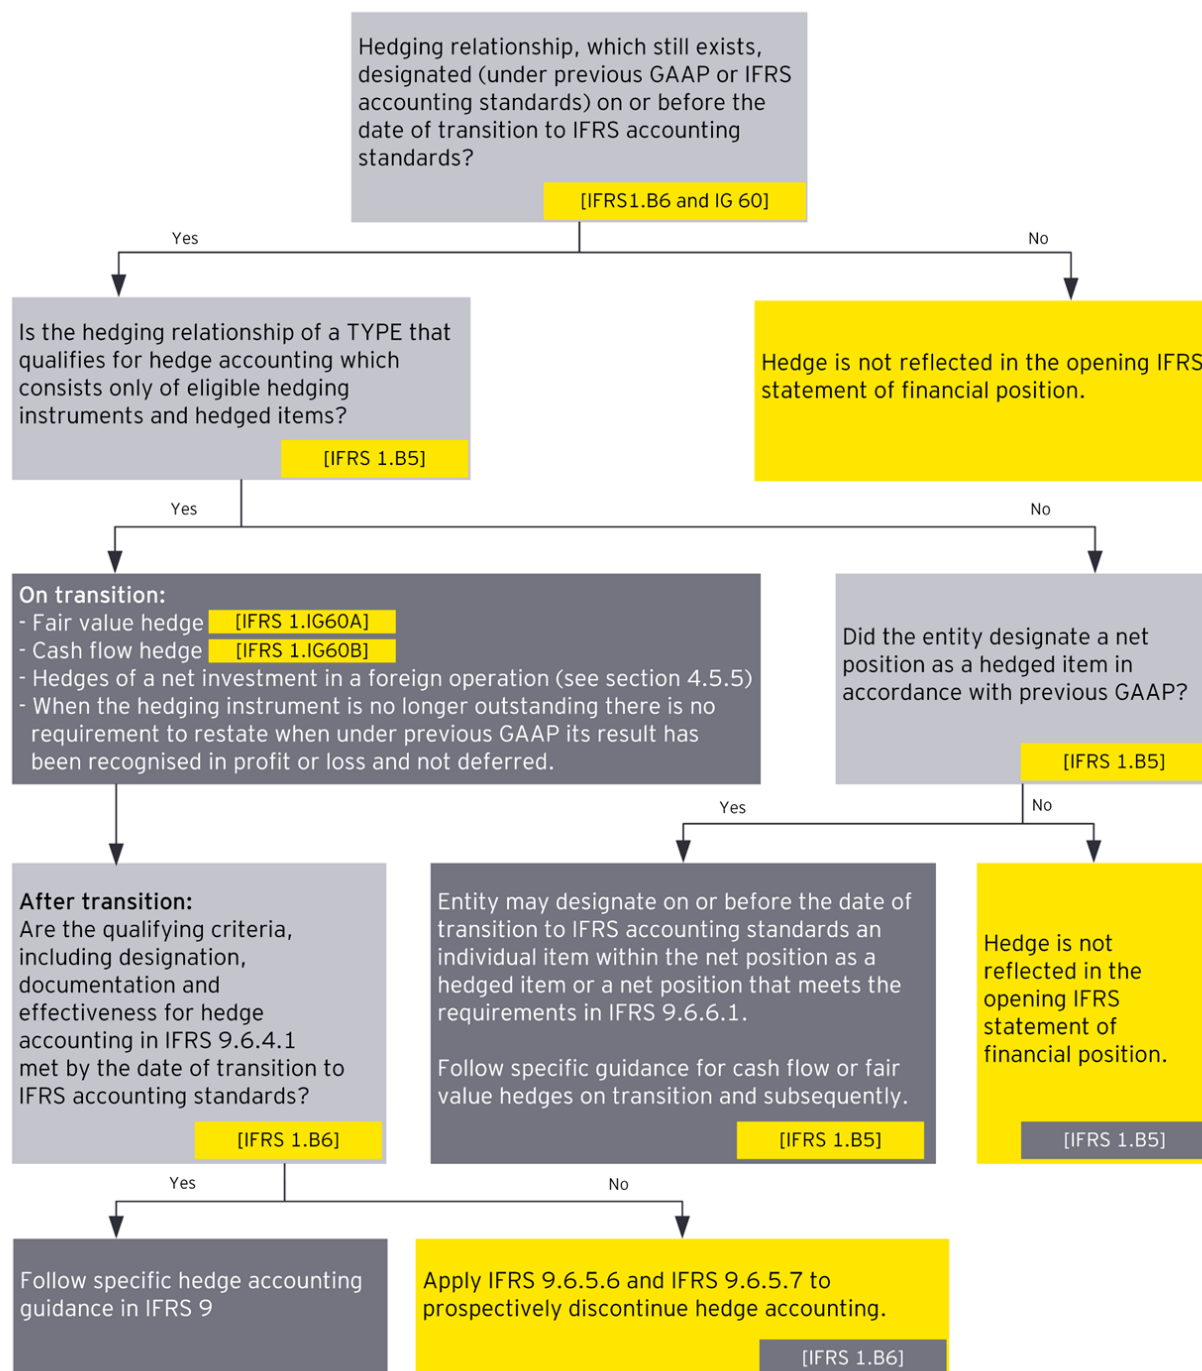 Hedging relationship, which still exists,
designated (under previous GAAP or IFRS
accounting standards) on or before the
date of transition to IFRS accounting
standards?
[IFRS1.B6 and IG 60]
Yes
No
Is the hedging relationship of a TYPE that
qualifies for hedge accounting which
consists only of eligible hedging
instruments and hedged items?
[IFRS 1.B5]
Hedge is not reflected in the opening IFRS
statement of financial position.
Yes
No
On transition:
- Fair value hedge [IFRS 1.IG60A]
- Cash flow hedge [IFRS 1.IG60B]
- Hedges of a net investment in a foreign operation (see section 4.5.5)
- When the hedging instrument is no longer outstanding there is no
requirement to restate when under previous GAAP its result has
been recognised in profit or loss and not deferred.
Did the entity designate a net
position as a hedged item in
accordance with previous GAAP?
[IFRS 1.B5]
Yes
No
After transition:
Are the qualifying criteria,
including designation,
documentation and
effectiveness for hedge
accounting in IFRS 9.6.4.1
met by the date of transition to
IFRS accounting standards?
[IFRS 1.B6]
Entity may designate on or before the date of
transition to IFRS accounting standards an
individual item within the net position as a
hedged item or a net position that meets the
requirements in IFRS 9.6.6.1.
Follow specific guidance for cash flow or fair
value hedges on transition and subsequently.
[IFRS 1.B5]
Hedge is not
reflected in the
opening IFRS
statement of
financial position.
[IFRS 1.B5]
Yes
No
Follow specific hedge accounting
guidance in IFRS 9
Apply IFRS 9.6.5.6 and IFRS 9.6.5.7 to
prospectively discontinue hedge accounting.
[IFRS 1.B6]